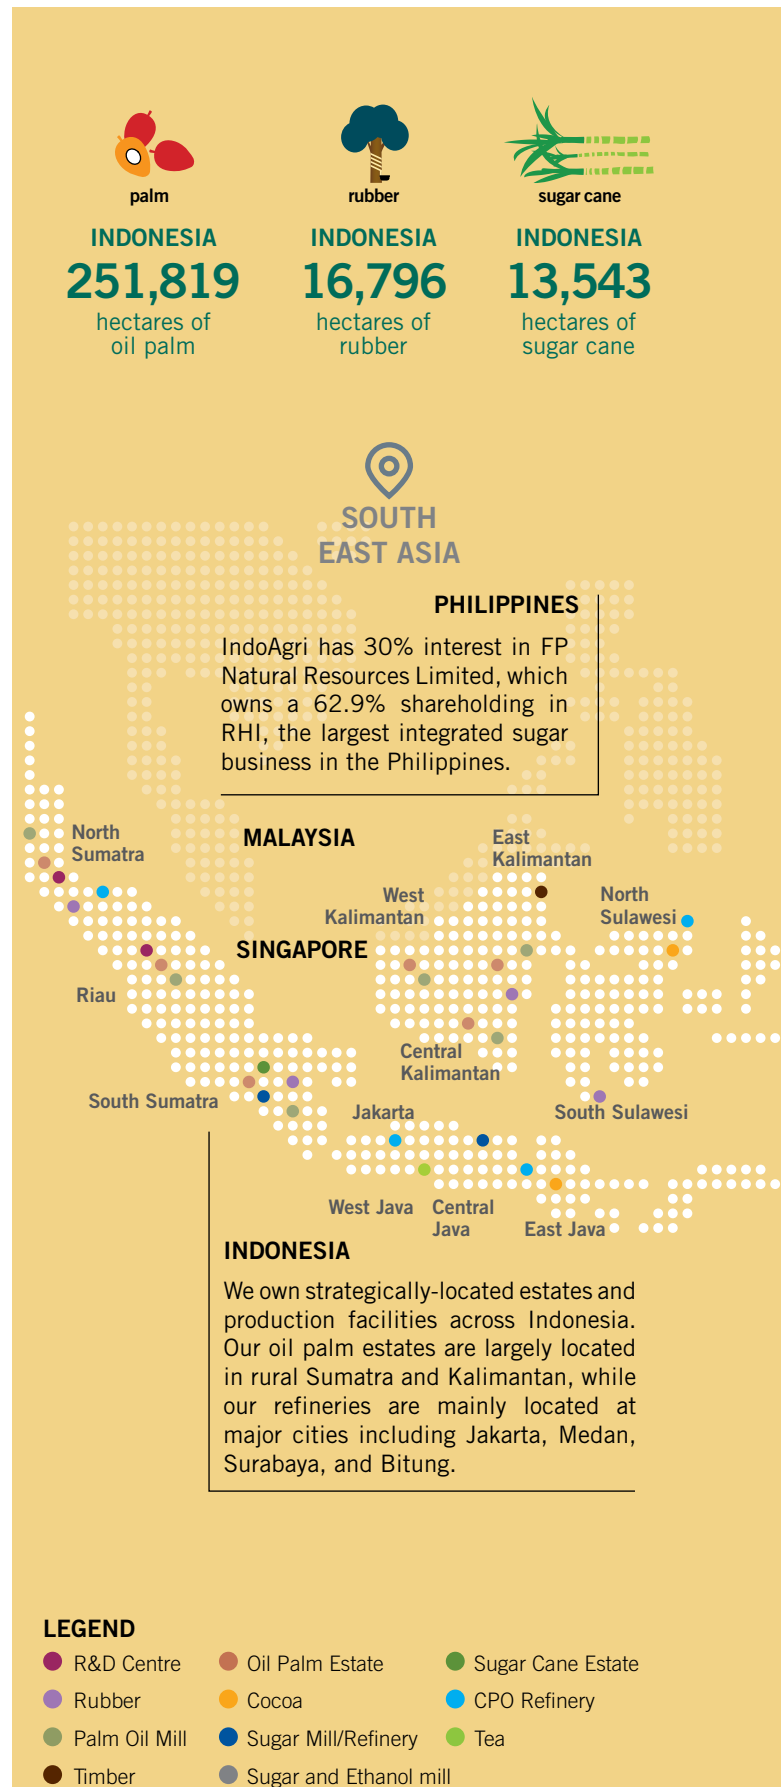 palm
rubber
sugar cane
INDONESIA
251,819
hectares of
oil palm
INDONESIA
16,796
hectares of
rubber
INDONESIA
13,543
hectares of
sugar cane
SOUTH
EAST ASIA
PHILIPPINES
IndoAgri has 30% interest in FP
Natural Resources Limited, which
owns a 62.9% shareholding in
RHI, the largest integrated sugar
business in the Philippines.
North
Sumatra
MALAYSIA
East
Kalimantan
West
Kalimantan
North
Sulawesi
SINGAPORE
Riau
Central
Kalimantan
South Sumatra
Jakarta
South Sulawesi
West Java
Central
Java
East Java
INDONESIA
We own strategically-located estates and
production facilities across Indonesia.
Our oil palm estates are largely located
in rural Sumatra and Kalimantan, while
our refineries are mainly located at
major cities including Jakarta, Medan,
Surabaya, and Bitung.
LEGEND
R&D Centre
Oil Palm Estate
Sugar Cane Estate
Rubber
Cocoa
CPO Refinery
Palm Oil Mill
Sugar Mill/Refinery
Tea
Timber
Sugar and Ethanol mill